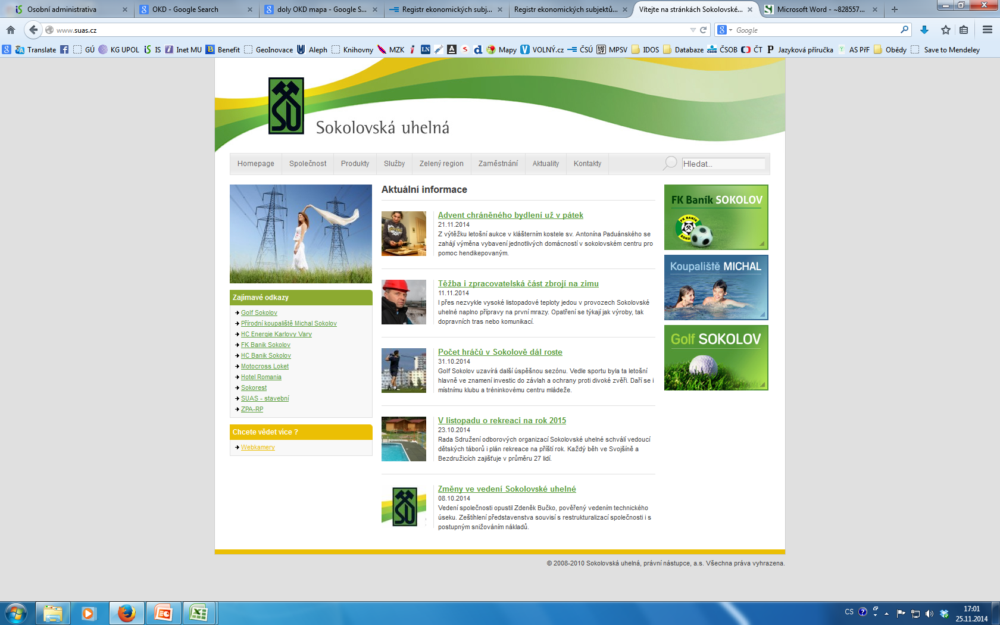 Osobní administrativa
OKD - Google Search
doly OKD mapa - Google S...
Registr ekonomických subj...
Registr ekonomických subjektů...
Vítejte na stránkách Sokolovské...
Microsoft Word - ~828557...
www.suas.cz
Google
Translate GÚ KG UPOL IS Inet MU Benefit GeoInovace Aleph Knihovny MZK LN Mapy VOLNÝ.cz ČSÚ MPSV IDOS Databaze ČSOB ČT Jazyková příručka AS PřF Obědy Save to Mendeley
Sokolovská uhelná
Homepage Společnost Produkty Služby Zelený region Zaměstnání Aktuality Kontakty
Hledat...
Zajímavé odkazy
Golf Sokolov
Přírodní koupaliště Michal Sokolov
HC Energie Karlovy Vary
FK Baník Sokolov
HC Baník Sokolov
Motocross Loket
Hotel Romania
Sokorest
SUAS - stavební
ZPA-RP
Chcete vědet více ?
Webkamery
Aktuální informace
Advent chráněného bydlení už v pátek
21.11.2014
Z výtěžku letošní aukce v klášterním kostele sv. Antonína Paduánského se
zahájí výměna vybavení jednotlivých domácností v sokolovském centru pro
pomoc hendikepovaným.
Těžba i zpracovatelská část zbrojí na zimu
11.11.2014
I přes nezvykle vysoké listopadové teploty jedou v provozech Sokolovské
uhelné naplno přípravy na první mrazy. Opatření se týkají jak výroby, tak
dopravních tras nebo komunikací.
Počet hráčů v Sokolově dál roste
31.10.2014
Golf Sokolov uzavírá další úspěšnou sezónu. Vedle sportu byla ta letošní
hlavně ve znamení investic do závlah a ochrany proti divoké zvěři. Daří se i
místnímu klubu a tréninkovému centru mládeže.
V listopadu o rekreaci na rok 2015
23.10.2014
Rada Sdružení odborových organizací Sokolovské uhelné schválí vedoucí
dětských táborů i plán rekreace na příští rok. Každý běh ve Svojšíně a
Bezdružicích zajišťuje v průměru 27 lidí.
Změny ve vedení Sokolovské uhelné
08.10.2014
Vedení společnosti opustil Zdeněk Bučko, pověřený vedením technického
úseku. Zeštíhlení představenstva souvisí s restrukturalizací společnosti i s
postupným snižováním nákladů.
FK Baník SOKOLOV
Koupaliště MICHAL
Golf SOKOLOV
© 2008-2010 Sokolovská uhelná, právní nástupce, a.s. Všechna práva vyhrazena.
CS
17:01
25.11.2014